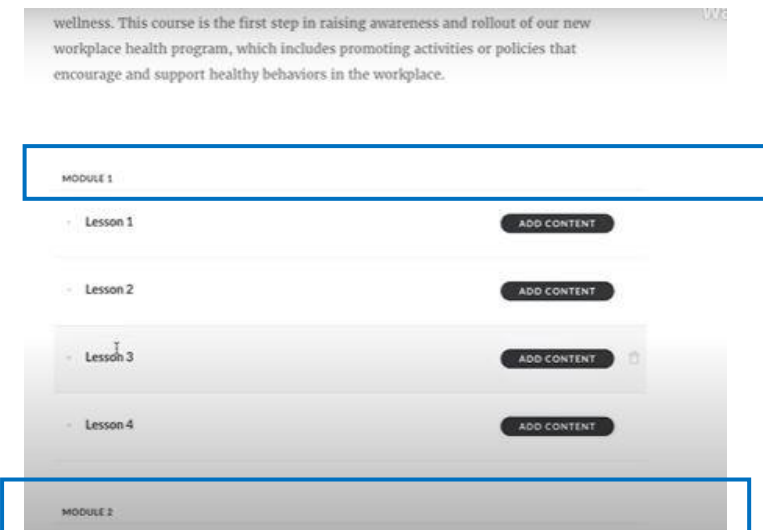 wellness. This course is the first step in raising awareness and rollout of our new
workplace health program, which includes promoting activities or policies that
encourage and support healthy behaviors in the workplace.
MODULE 1
Lesson 1 ADD CONTENT
Lesson 2 ADD CONTENT
Lesson 3 ADD CONTENT
Lesson 4 ADD CONTENT
MODULE 2